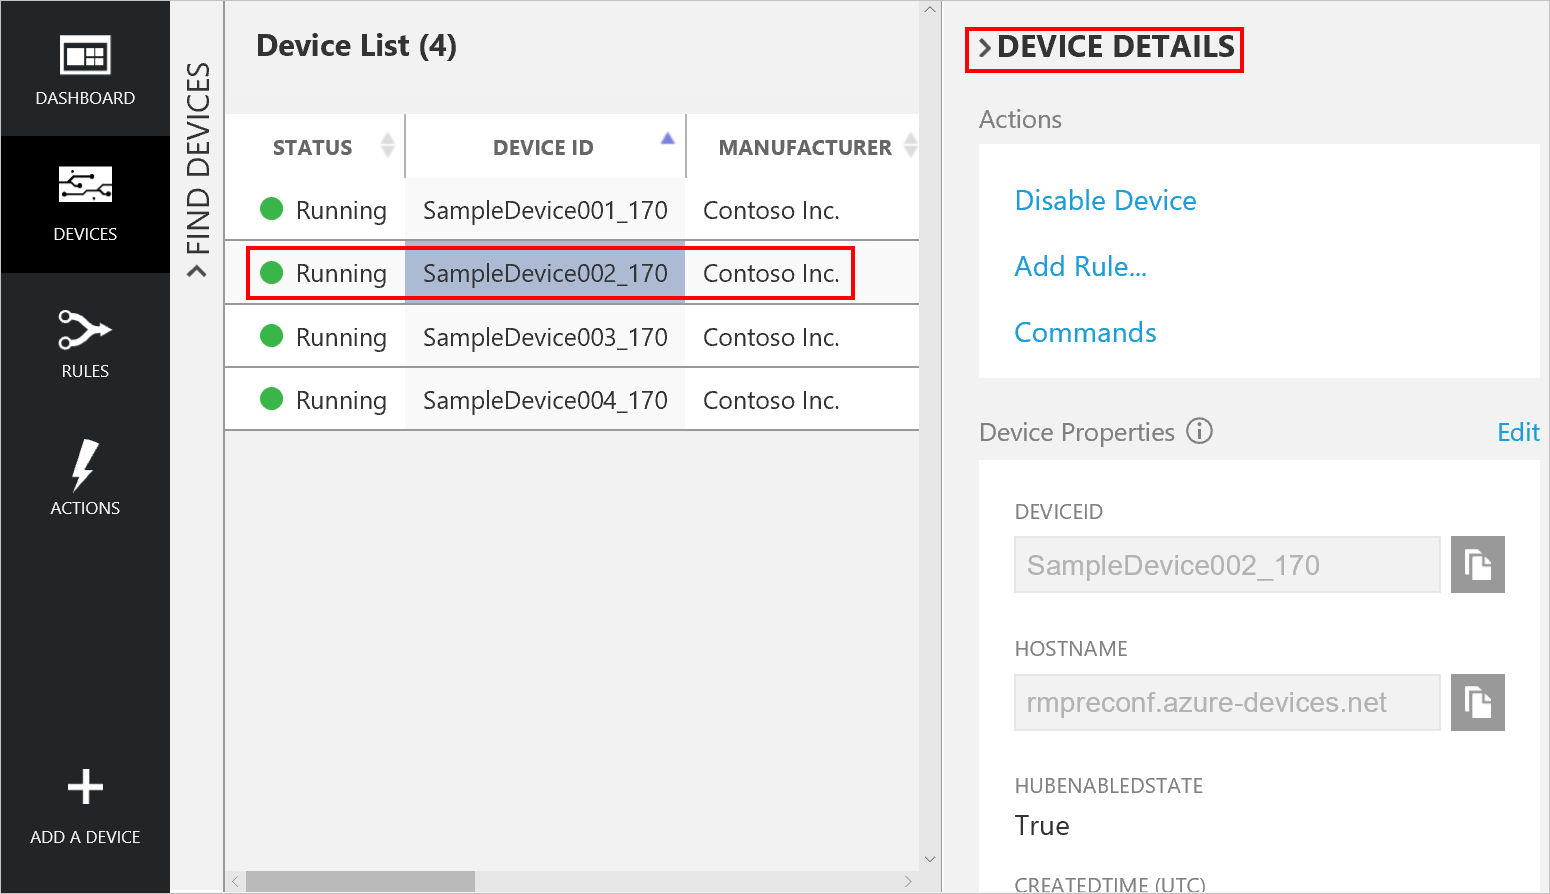 DASHBOARD
DEVICES
RULES
ACTIONS
ADD A DEVICE
FIND DEVICES
Device List (4)
STATUS DEVICE ID MANUFACTURER
Running SampleDevice001_170 Contoso Inc.
Running SampleDevice002_170 Contoso Inc.
Running SampleDevice003_170 Contoso Inc.
Running SampleDevice004_170 Contoso Inc.
DEVICE DETAILS
Actions
Disable Device
Add Rule...
Commands
Device Properties Edit
DEVICEID
SampleDevice002_170
HOSTNAME
rmpreconf.azure-devices.net
HUBENABLEDSTATE
True
CREATEDTIME (UTC)